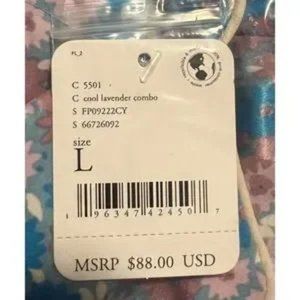 C 5501
C cool lavender combo
S FP09222CY
S 66726092
size
L
1 96347 42450 7
MSRP $88.00 USD